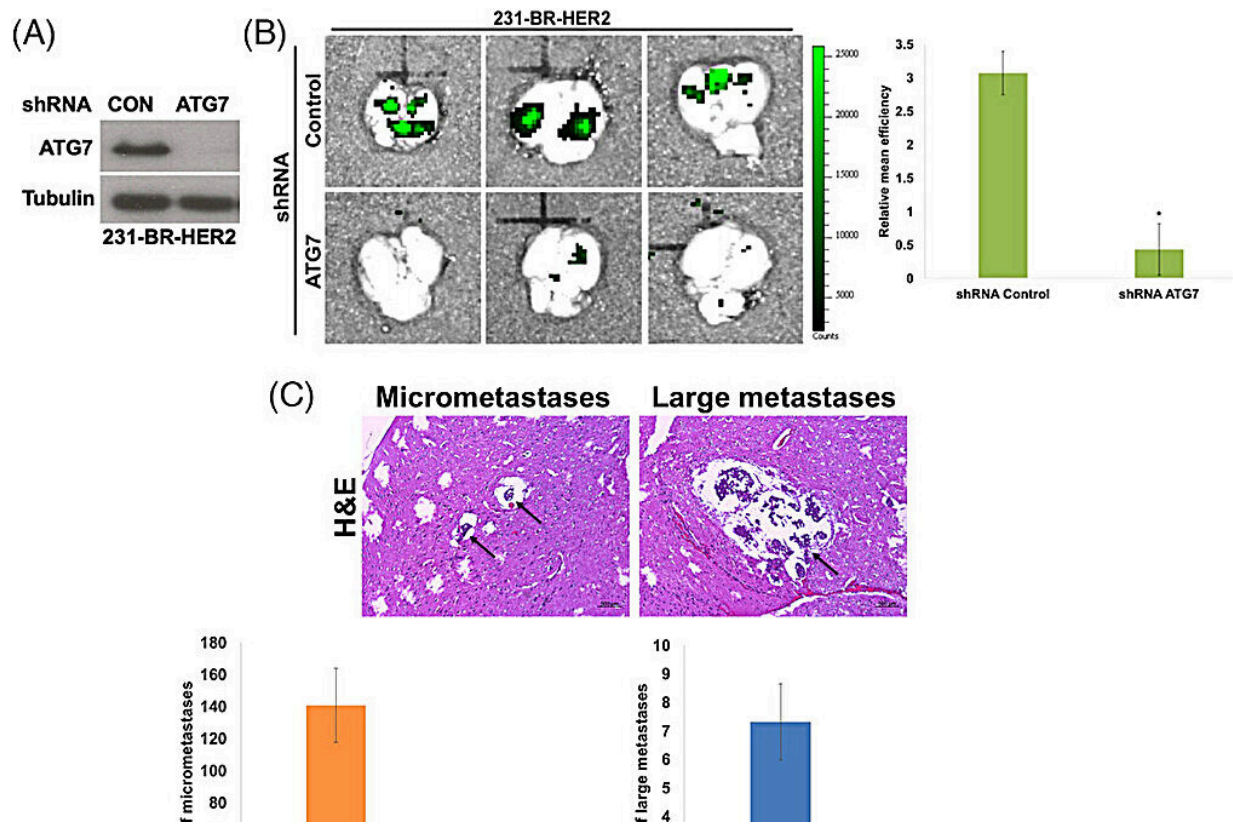 (A)
shRNA CON ATG7
ATG7
Tubulin
231-BR-HER2
(B)
231-BR-HER2
shRNA
Control
ATG7
25000
20000
15000
10000
5000
Counts
Relative mean efficiency
3.5
3
2.5
2
1.5
1
0.5
0
shRNA Control
shRNA ATG7
(C)
Micrometastases
Large metastases
H&E
f micrometastases
180
160
140
120
100
80
f large metastases
10
9
8
7
6
5
4